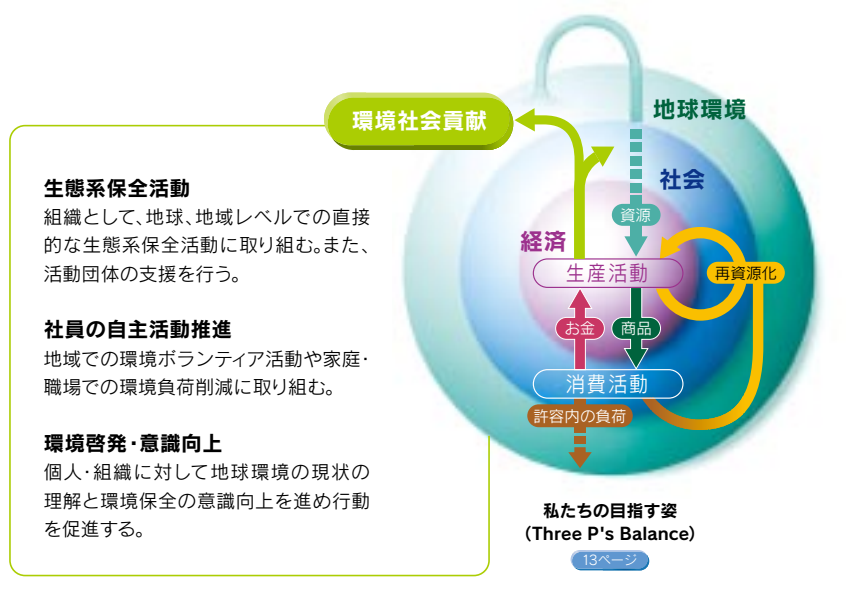 環境社会貢献
生態系保全活動
組織として、地球、地域レベルでの直接
的な生態系保全活動に取り組む。また、
活動団体の支援を行う。
社員の自主活動推進
地域での環境ボランティア活動や家庭・
職場での環境負荷削減に取り組む。
環境啓発・意識向上
個人・組織に対して地球環境の現状の
理解と環境保全の意識向上を進め行動
を促進する。
地球環境
社会
資源
経済
生産活動
再資源化
お金
商品
消費活動
許容内の負荷
私たちの目指す姿
(Three P's Balance)
13ページ